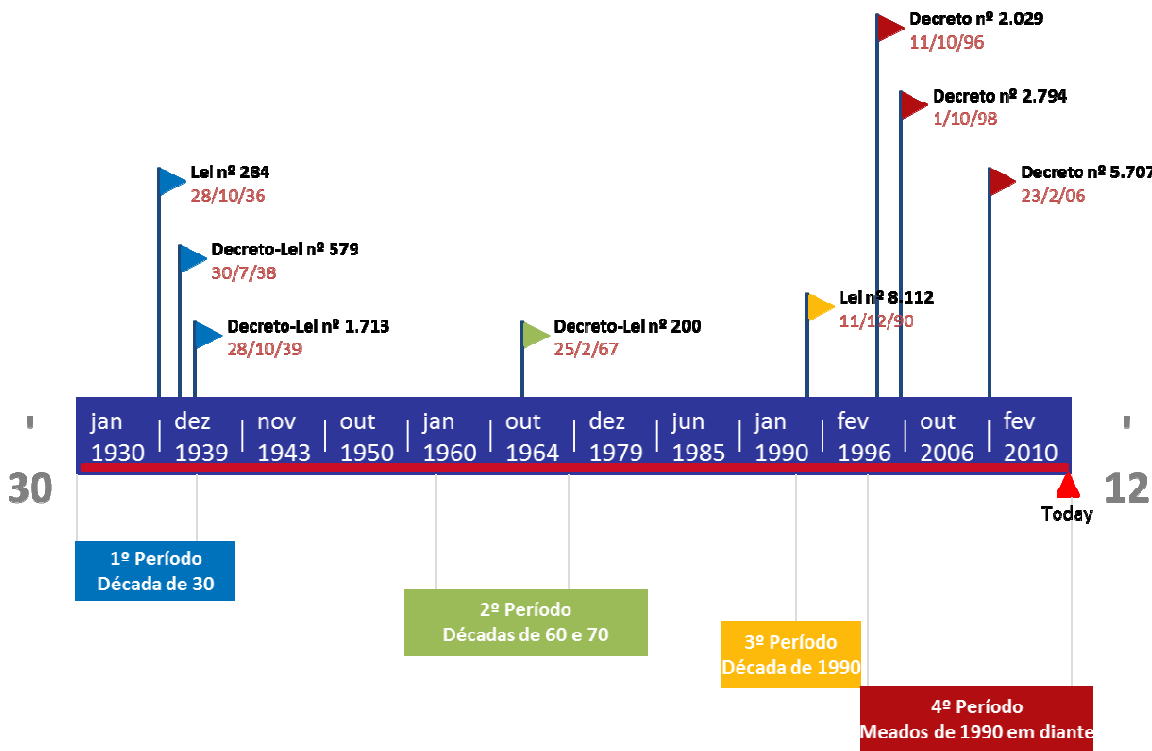 Decreto nº 2.029
11/10/96
Decreto nº 2.794
1/10/98
Lei nº 284
28/10/36
Decreto nº 5.707
23/2/06
Decreto-Lei nº 579
30/7/38
Lei nº 8.112
11/12/90
Decreto-Lei nº 1.713
28/10/39
Decreto-Lei nº 200
25/2/67
' 30
jan 1930
dez 1939
nov 1943
out 1950
jan 1960
out 1964
dez 1979
jun 1985
jan 1990
fev 1996
out 2006
fev 2010
' 12
Today
1º Período
Década de 30
2º Período
Décadas de 60 e 70
3º Período
Década de 1990
4º Período
Meados de 1990 em diante